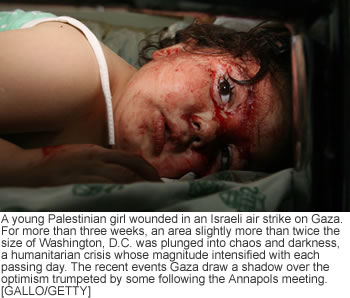 A young Palestinian girl wounded in an Israeli air strike on Gaza.
For more than three weeks, an area slightly more than twice the
size of Washington, D.C. was plunged into chaos and darkness,
a humanitarian crisis whose magnitude intensified with each
passing day. The recent events Gaza draw a shadow over the
optimism trumpeted by some following the Annapols meeting.
[GALLO/GETTY]